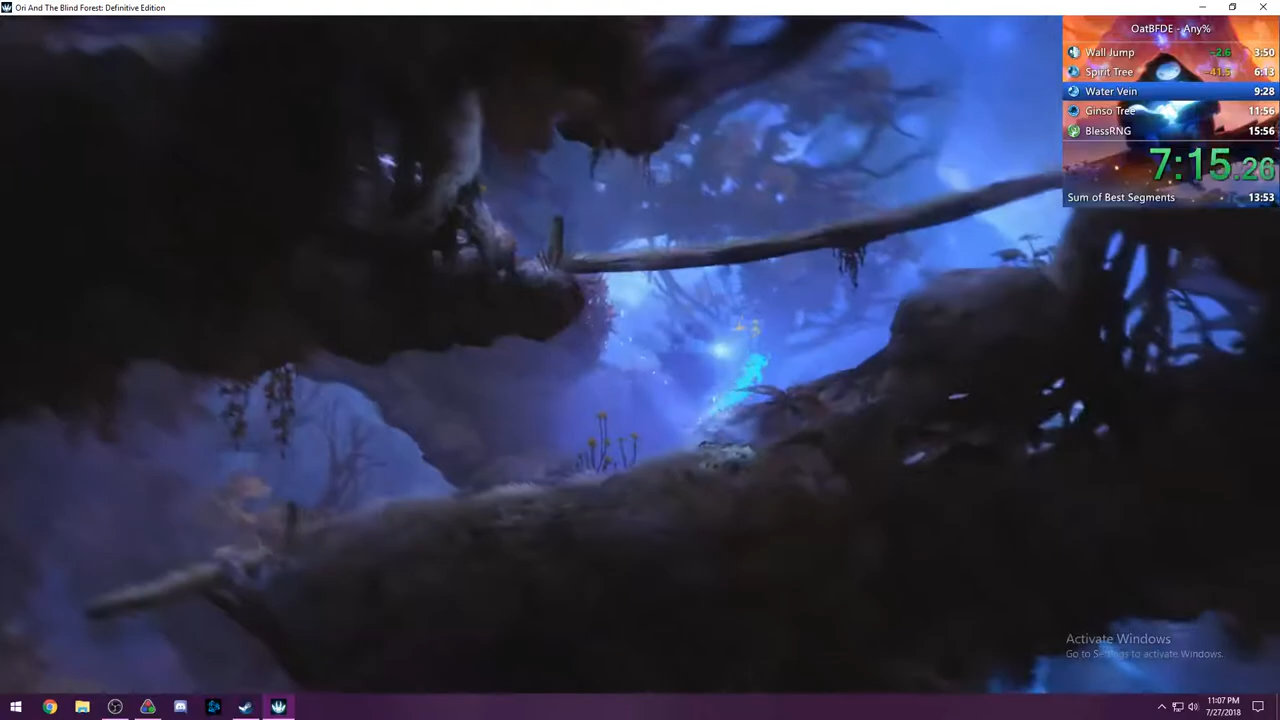 Ori And The Blind Forest: Definitive Edition
OatBFDE - Any%
Wall Jump -2.6 3:50
Spirit Tree -41.5 6:13
Water Vein 9:28
Ginso Tree 11:56
BlessRNG 15:56
7:15.26
Sum of Best Segments 13:53
Activate Windows
Go to Settings to activate Windows.
11:07 PM
7/27/2018